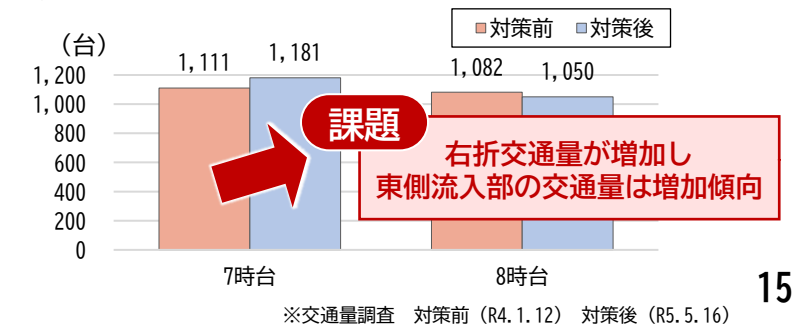 ■対策前 ■対策後
(台)
1,200
1,000
800
600
400
200
0
1,111
1,181
1,082
1,050
課題
右折交通量が増加し
東側流入部の交通量は増加傾向
7時台
8時台
15
※交通量調査 対策前(R4.1.12) 対策後(R5.5.16)